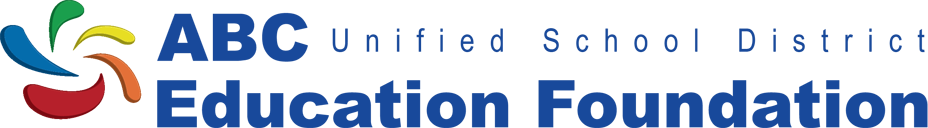 ABC Unified School District
Education Foundation